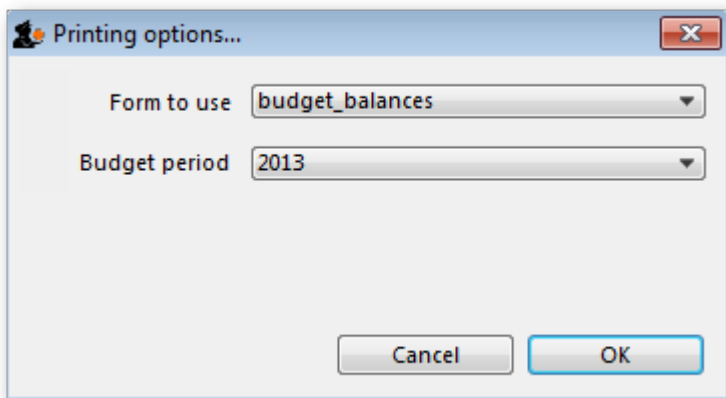 Printing options...
Form to use budget_balances
Budget period 2013
Cancel OK